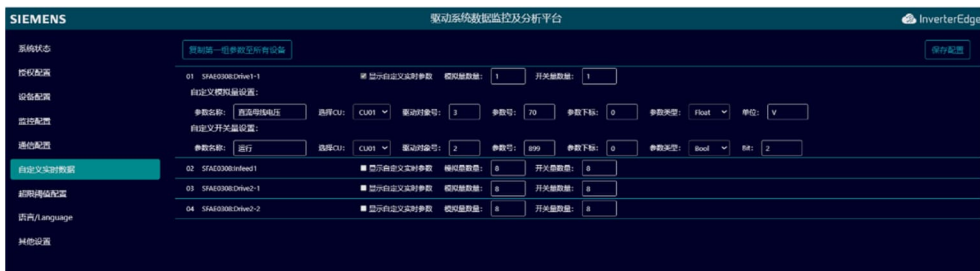 SIEMENS 驱动系统数据监控及分析平台 InverterEdge
系统状态
授权配置
设备配置
监控配置
通信配置
自定义实时数据
超限阈值配置
语言/Language
其他设置
复制第一组参数至所有设备 保存配置
01 SFAE0308:Drive1-1 显示自定义实时参数 模拟量数量: 1 开关量数量: 1
自定义模拟量设置:
参数名称: 直流母线电压 选择CU: CU01 驱动对象号: 3 参数号: 70 参数下标: 0 参数类型: Float 单位: V
自定义开关量设置:
参数名称: 运行 选择CU: CU01 驱动对象号: 2 参数号: 899 参数下标: 0 参数类型: Bool Bit: 2
02 SFAE0308:Infeed1 显示自定义实时参数 模拟量数量: 8 开关量数量: 8
03 SFAE0308:Drive2-1 显示自定义实时参数 模拟量数量: 8 开关量数量: 8
04 SFAE0308:Drive2-2 显示自定义实时参数 模拟量数量: 8 开关量数量: 8